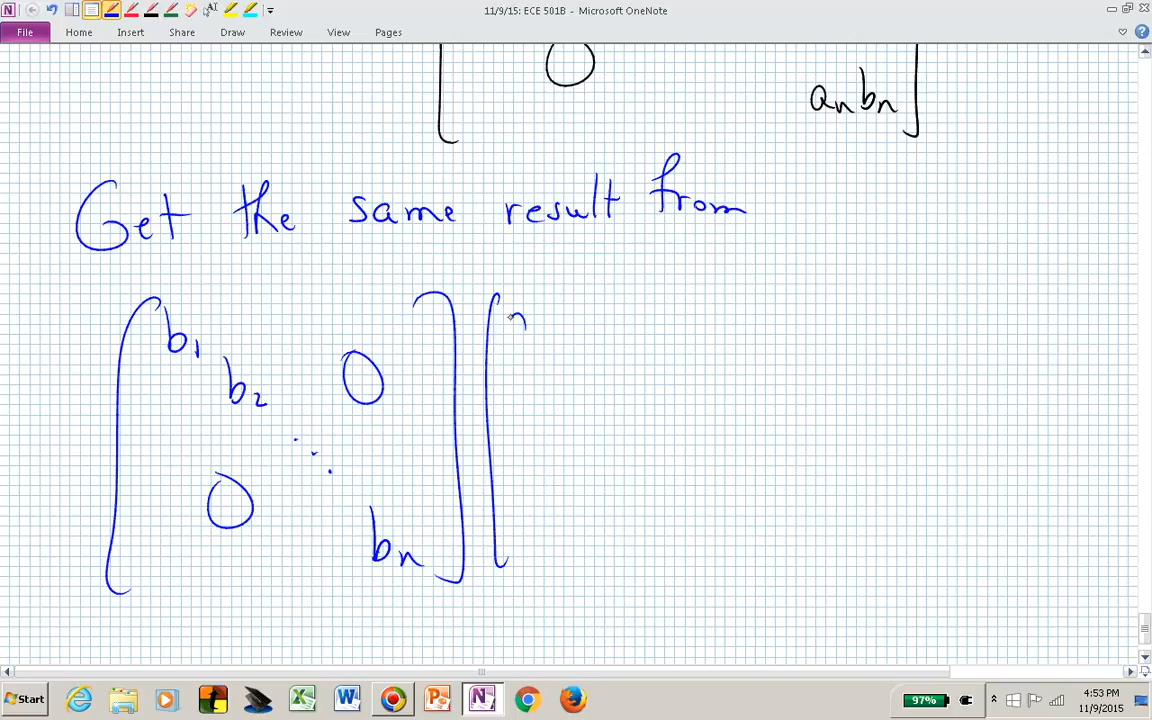 11/9/15: ECE 501B - Microsoft OneNote
File Home Insert Share Draw Review View Pages
0
anbn
Get the same result from
b1
b2 0
0
bn
97% 4:53 PM
11/9/2015
Start